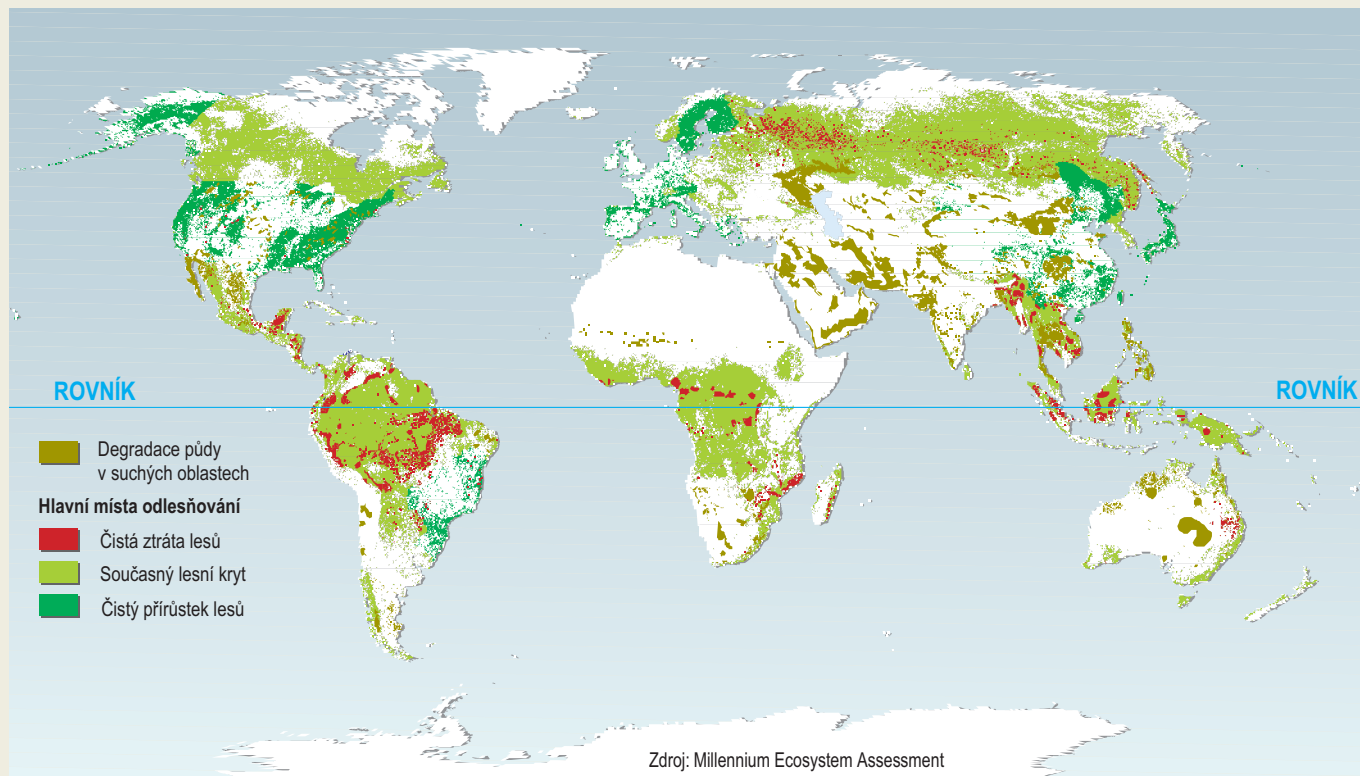 ROVNÍK
ROVNÍK
Degradace půdy
v suchých oblastech
Hlavní místa odlesňování
Čistá ztráta lesů
Současný lesní kryt
Čistý přírůstek lesů
Zdroj: Millennium Ecosystem Assessment